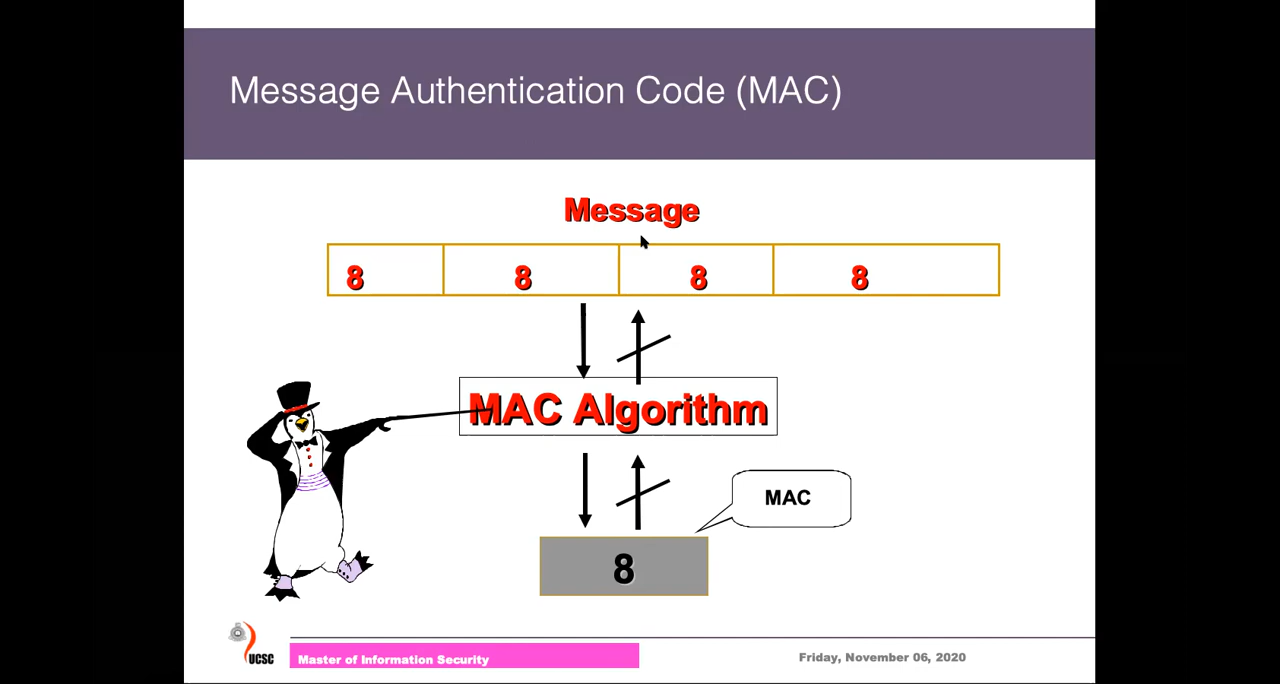 Message Authentication Code (MAC)
Message
8 8 8 8
MAC Algorithm
MAC
8
UCSC
Master of Information Security
Friday, November 06, 2020